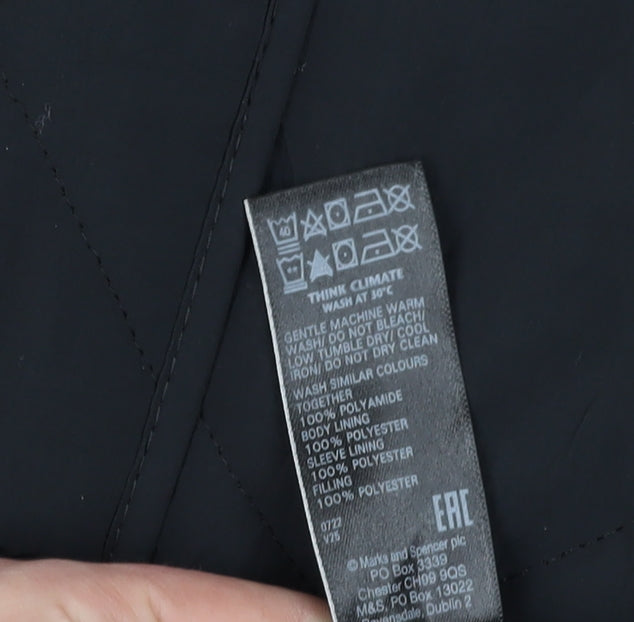 40
THINK CLIMATE
WASH AT 30°C
GENTLE MACHINE WARM
WASH/ DO NOT BLEACH/
LOW TUMBLE DRY/ COOL
IRON/ DO NOT DRY CLEAN
WASH SIMILAR COLOURS
TOGETHER
100% POLYAMIDE
BODY LINING
100% POLYESTER
SLEEVE LINING
100% POLYESTER
FILLING
100% POLYESTER
0722
V25
EAC
© Marks and Spencer plc
PO Box 3339
Chester CH99 9QS
M&S, PO Box 13022
Ravensdale, Dublin 2